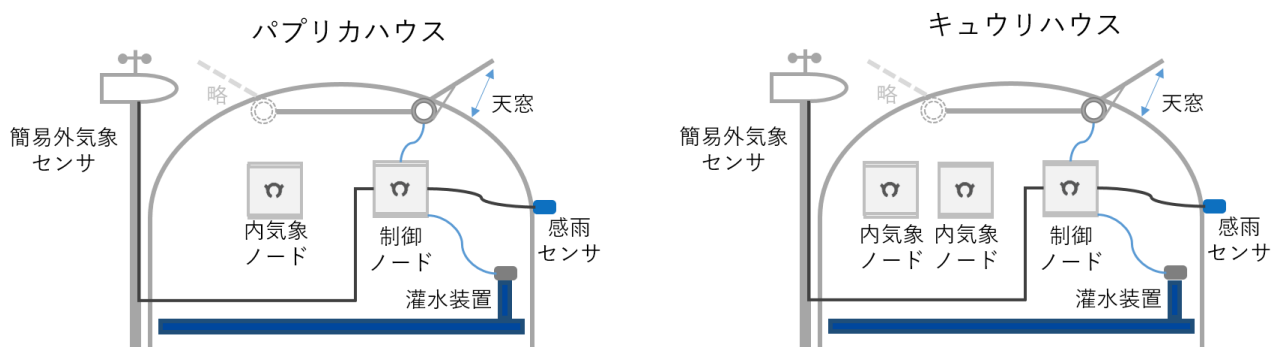 パプリカハウス
略
天窓
簡易外気象
センサ
内気象
ノード
制御
ノード
感雨
センサ
灌水装置
キュウリハウス
略
天窓
簡易外気象
センサ
内気象
ノード
内気象
ノード
制御
ノード
感雨
センサ
灌水装置